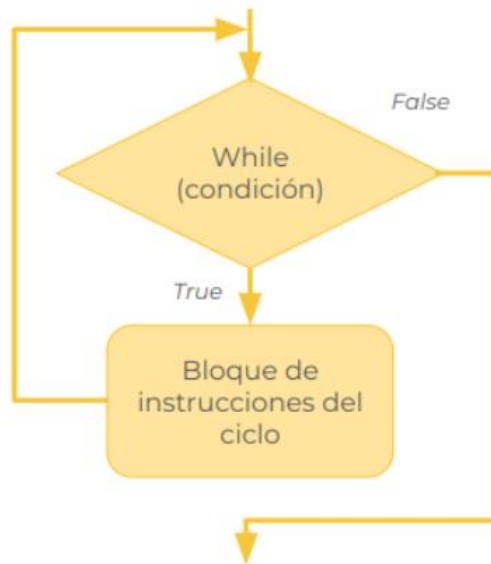 False
While
(condición)
True
Bloque de
instrucciones del
ciclo